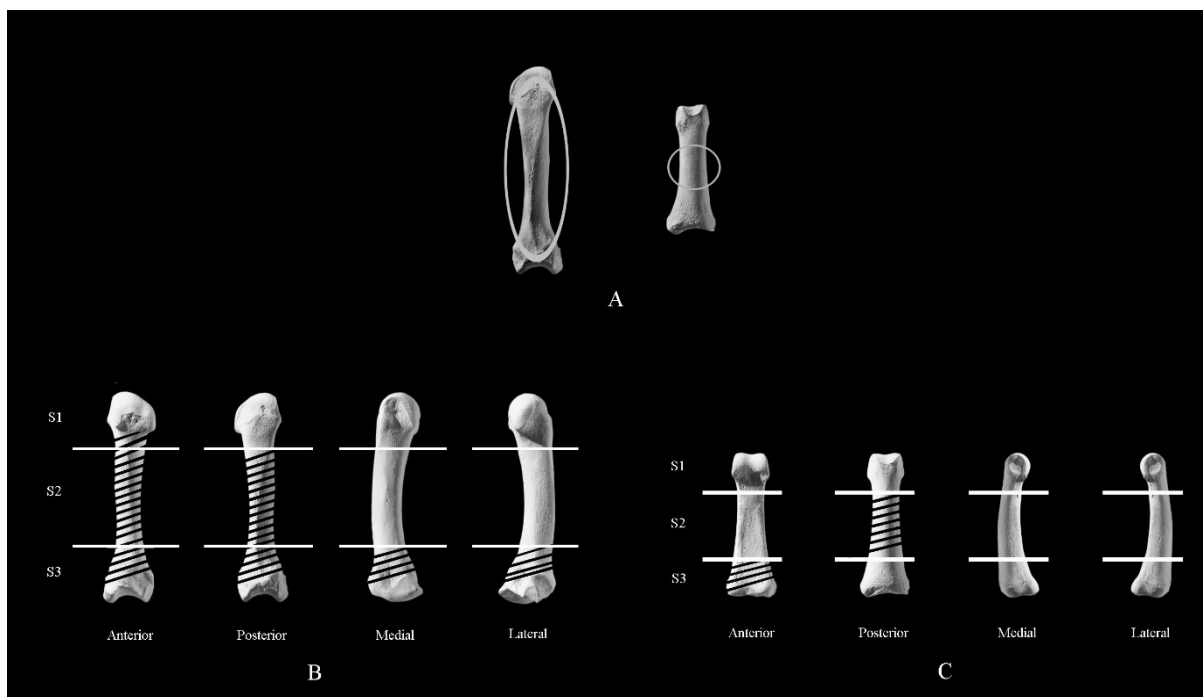 A
S1
S2
S3
Anterior
Posterior
Medial
Lateral
B
S1
S2
S3
Anterior
Posterior
Medial
Lateral
C